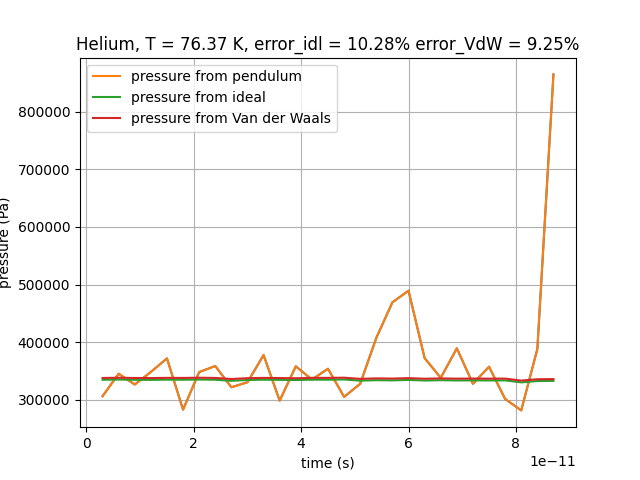 Helium, T = 76.37 K, error_idl = 10.28% error_VdW = 9.25%
pressure from pendulum
pressure from ideal
pressure from Van der Waals
800000
700000
600000
500000
400000
300000
pressure (Pa)
0 2 4 6 8
time (s)
1e−11